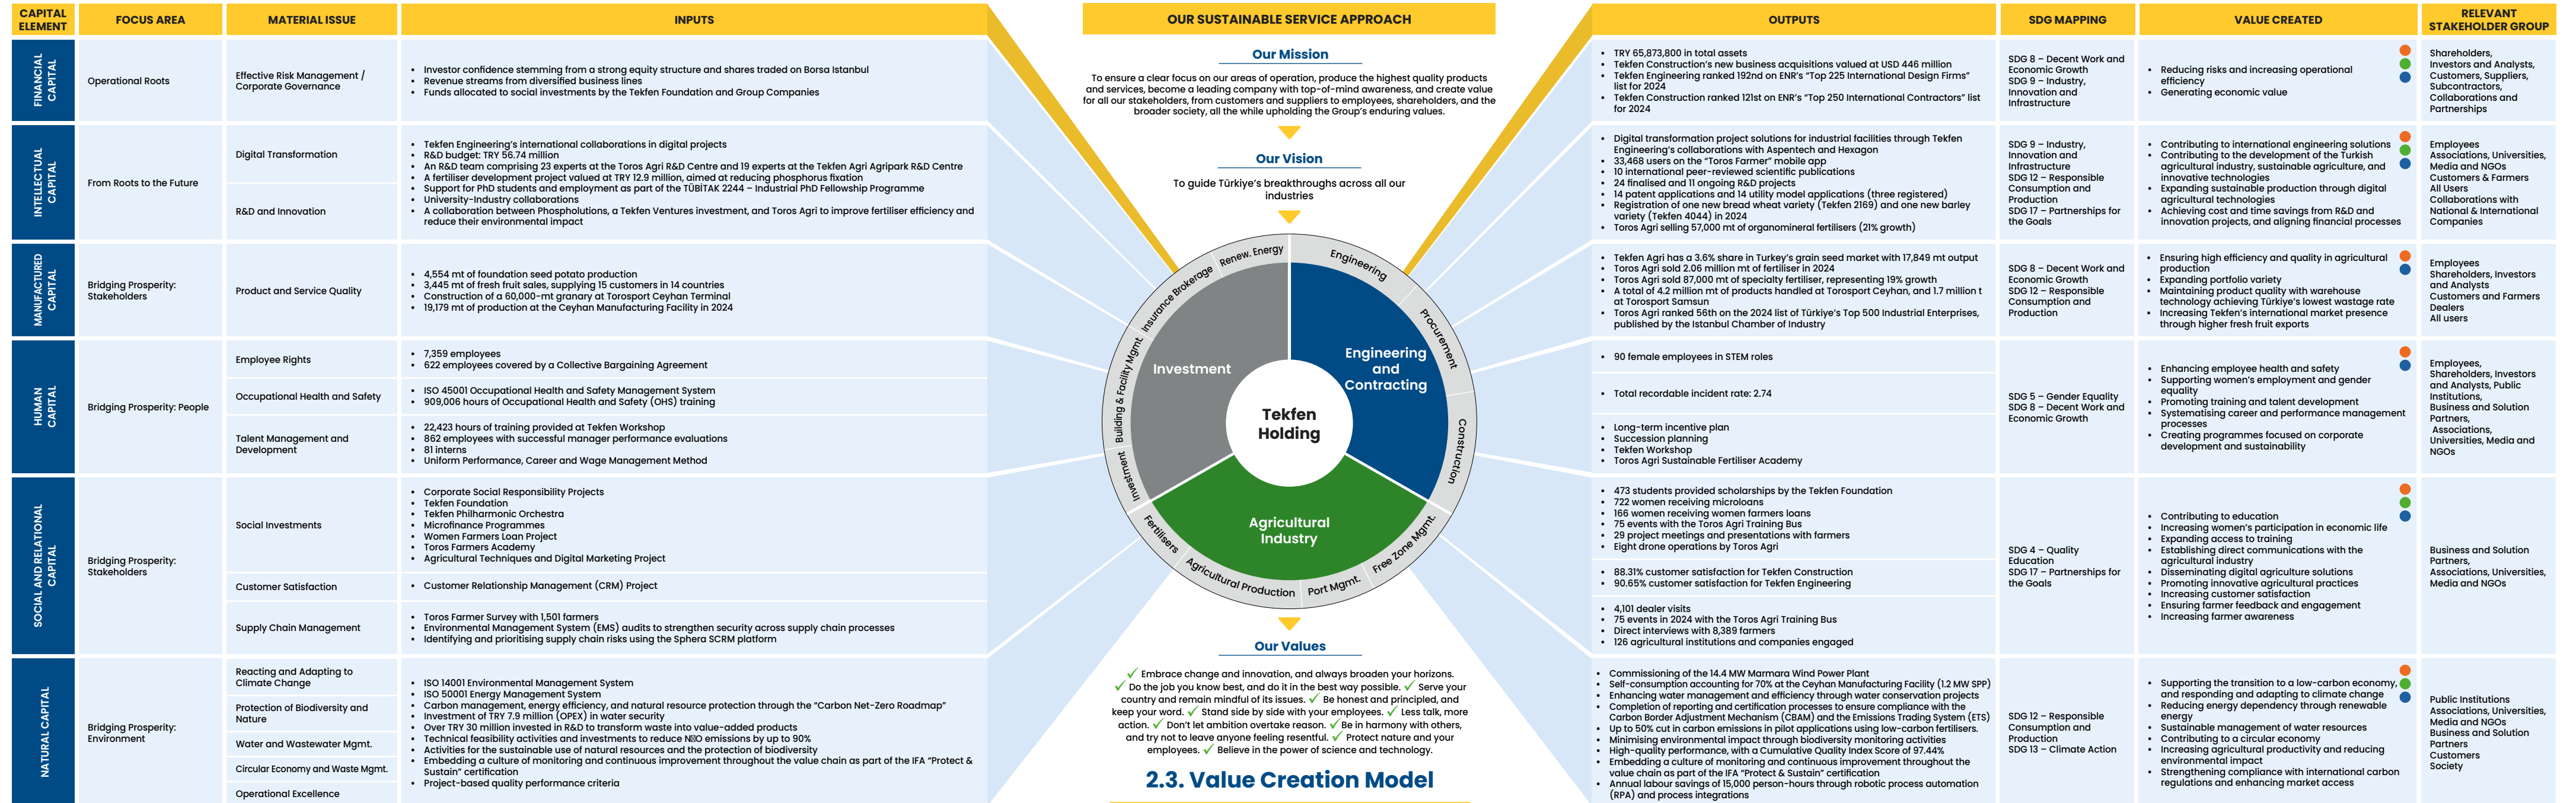 CAPITAL
ELEMENT
FOCUS AREA
MATERIAL ISSUE
INPUTS
FINANCIAL
CAPITAL
Operational Roots
Effective Risk Management /
Corporate Governance
• Investor confidence stemming from a strong equity structure and shares traded on Borsa Istanbul
• Revenue streams from diversified business lines
• Funds allocated to social investments by the Tekfen Foundation and Group Companies
INTELLECTUAL
CAPITAL
From Roots to the Future
Digital Transformation
R&D and Innovation
• Tekfen Engineering's international collaborations in digital projects
• R&D budget: TRY 56.74 million
• An R&D team comprising 23 experts at the Toros Agri R&D Centre and 19 experts at the Tekfen Agri Agripark R&D Centre
• A fertiliser development project valued at TRY 12.9 million, aimed at reducing phosphorus fixation
• Support for PhD students and employment as part of the TÜBİTAK 2244 – Industrial PhD Fellowship Programme
• University-Industry collaborations
• A collaboration between Phospholutions, a Tekfen Ventures investment, and Toros Agri to improve fertiliser efficiency and
reduce their environmental impact
MANUFACTURED
CAPITAL
Bridging Prosperity:
Stakeholders
Product and Service Quality
• 4,554 mt of foundation seed potato production
• 3,445 mt of fresh fruit sales, supplying 15 customers in 14 countries
• Construction of a 60,000-mt granary at Torosport Ceyhan Terminal
• 19,179 mt of production at the Ceyhan Manufacturing Facility in 2024
HUMAN
CAPITAL
Bridging Prosperity: People
Employee Rights
• 7,359 employees
• 622 employees covered by a Collective Bargaining Agreement
Occupational Health and Safety
• ISO 45001 Occupational Health and Safety Management System
• 909,006 hours of Occupational Health and Safety (OHS) training
Talent Management and
Development
• 22,423 hours of training provided at Tekfen Workshop
• 862 employees with successful manager performance evaluations
• 81 interns
• Uniform Performance, Career and Wage Management Method
SOCIAL AND RELATIONAL
CAPITAL
Bridging Prosperity:
Stakeholders
Social Investments
• Corporate Social Responsibility Projects
• Tekfen Foundation
• Tekfen Philharmonic Orchestra
• Microfinance Programmes
• Women Farmers Loan Project
• Toros Farmers Academy
• Agricultural Techniques and Digital Marketing Project
Customer Satisfaction
• Customer Relationship Management (CRM) Project
Supply Chain Management
• Toros Farmer Survey with 1,501 farmers
• Environmental Management System (EMS) audits to strengthen security across supply chain processes
• Identifying and prioritising supply chain risks using the Sphera SCRM platform
NATURAL CAPITAL
Bridging Prosperity:
Environment
Reacting and Adapting to
Climate Change
Protection of Biodiversity and
Nature
Water and Wastewater Mgmt.
Circular Economy and Waste Mgmt.
Operational Excellence
• ISO 14001 Environmental Management System
• ISO 50001 Energy Management System
• Carbon management, energy efficiency, and natural resource protection through the "Carbon Net-Zero Roadmap"
• Investment of TRY 7.9 million (OPEX) in water security
• Over TRY 30 million invested in R&D to transform waste into value-added products
• Technical feasibility activities and investments to reduce emissions by up to 90%
• Activities for the sustainable use of natural resources and the protection of biodiversity
• Embedding a culture of monitoring and continuous improvement throughout the value chain as part of the IFA "Protect &
Sustain" certification
• Project-based quality performance criteria
OUR SUSTAINABLE SERVICE APPROACH
Our Mission
To ensure a clear focus on our areas of operation, produce the highest quality products
and services, become a leading company with top-of-mind awareness, and create value
for all our stakeholders, from customers and suppliers to employees, shareholders, and the
broader society, all the while upholding the Group's enduring values.
Our Vision
To guide Türkiye's breakthroughs across all our
industries
Renew. Energy
Engineering
Insurance Brokerage
Procurement
Building & Facility Mgmt.
Construction
Investment
Fertilisers
Agricultural Production
Port Mgmt.
Free Zone Mgmt.
Investment
Engineering
and
Contracting
Tekfen
Holding
Agricultural
Industry
Our Values
✓ Embrace change and innovation, and always broaden your horizons.
✓ Do the job you know best, and do it in the best way possible. ✓ Serve your
country and remain mindful of its issues. ✓ Be honest and principled, and
keep your word. ✓ Stand side by side with your employees. ✓ Less talk, more
action. ✓ Don't let ambition overtake reason. ✓ Be in harmony with others,
and try not to leave anyone feeling resentful. ✓ Protect nature and your
employees. ✓ Believe in the power of science and technology.
2.3. Value Creation Model
OUTPUTS
SDG MAPPING
VALUE CREATED
RELEVANT
STAKEHOLDER GROUP
• TRY 65,873,800 in total assets
• Tekfen Construction's new business acquisitions valued at USD 446 million
• Tekfen Engineering ranked 192nd on ENR's "Top 225 International Design Firms"
list for 2024
• Tekfen Construction ranked 121st on ENR's "Top 250 International Contractors" list
for 2024
SDG 8 – Decent Work and
Economic Growth
SDG 9 – Industry,
Innovation and
Infrastructure
• Reducing risks and increasing operational
efficiency
• Generating economic value
Shareholders,
Investors and Analysts,
Customers, Suppliers,
Subcontractors,
Collaborations and
Partnerships
• Digital transformation project solutions for industrial facilities through Tekfen
Engineering's collaborations with Aspentech and Hexagon
• 33,468 users on the "Toros Farmer" mobile app
• 10 international peer-reviewed scientific publications
• 24 finalised and 11 ongoing R&D projects
• 14 patent applications and 14 utility model applications (three registered)
• Registration of one new bread wheat variety (Tekfen 2169) and one new barley
variety (Tekfen 4044) in 2024
• Toros Agri selling 57,000 mt of organomineral fertilisers (21% growth)
SDG 9 – Industry,
Innovation and
Infrastructure
SDG 12 – Responsible
Consumption and
Production
SDG 17 – Partnerships for
the Goals
• Contributing to international engineering solutions
• Contributing to the development of the Turkish
agricultural industry, sustainable agriculture, and
innovative technologies
• Expanding sustainable production through digital
agricultural technologies
• Achieving cost and time savings from R&D and
innovation projects, and aligning financial processes
Employees
Associations, Universities,
Media and NGOs
Customers & Farmers
All Users
Collaborations with
National & International
Companies
• Tekfen Agri has a 3.6% share in Turkey's grain seed market with 17,849 mt output
• Toros Agri sold 2.06 million mt of fertiliser in 2024
• Toros Agri sold 87,000 mt of specialty fertiliser, representing 19% growth
• A total of 4.2 million mt of products handled at Torosport Ceyhan, and 1.7 million t
at Torosport Samsun
• Toros Agri ranked 56th on the 2024 list of Türkiye's Top 500 Industrial Enterprises,
published by the Istanbul Chamber of Industry
SDG 8 – Decent Work and
Economic Growth
SDG 12 – Responsible
Consumption and
Production
• Ensuring high efficiency and quality in agricultural
production
• Expanding portfolio variety
• Maintaining product quality with warehouse
technology achieving Türkiye's lowest wastage rate
• Increasing Tekfen's international market presence
through higher fresh fruit exports
Employees
Shareholders, Investors
and Analysts
Customers and Farmers
Dealers
All users
• 90 female employees in STEM roles
• Total recordable incident rate: 2.74
• Long-term incentive plan
• Succession planning
• Tekfen Workshop
• Toros Agri Sustainable Fertiliser Academy
SDG 5 – Gender Equality
SDG 8 – Decent Work and
Economic Growth
• Enhancing employee health and safety
• Supporting women's employment and gender
equality
• Promoting training and talent development
• Systematising career and performance management
processes
• Creating programmes focused on corporate
development and sustainability
Employees,
Shareholders, Investors
and Analysts, Public
Institutions,
Business and Solution
Partners,
Associations,
Universities, Media and
NGOs
• 473 students provided scholarships by the Tekfen Foundation
• 722 women receiving microloans
• 166 women receiving women farmers loans
• 75 events with the Toros Agri Training Bus
• 29 project meetings and presentations with farmers
• Eight drone operations by Toros Agri
• 88.31% customer satisfaction for Tekfen Construction
• 90.65% customer satisfaction for Tekfen Engineering
• 4,101 dealer visits
• 75 events in 2024 with the Toros Agri Training Bus
• Direct interviews with 8,389 farmers
• 126 agricultural institutions and companies engaged
SDG 4 – Quality
Education
SDG 17 – Partnerships for
the Goals
• Contributing to education
• Increasing women's participation in economic life
• Expanding access to training
• Establishing direct communications with the
agricultural industry
• Disseminating digital agriculture solutions
• Promoting innovative agricultural practices
• Increasing customer satisfaction
• Ensuring farmer feedback and engagement
• Increasing farmer awareness
Business and Solution
Partners,
Associations, Universities,
Media and NGOs
• Commissioning of the 14.4 MW Marmara Wind Power Plant
• Self-consumption accounting for 70% at the Ceyhan Manufacturing Facility (1.2 MW SPP)
• Enhancing water management and efficiency through water conservation projects
• Completion of reporting and certification processes to ensure compliance with the
Carbon Border Adjustment Mechanism (CBAM) and the Emissions Trading System (ETS)
• Up to 50% cut in carbon emissions in pilot applications using low-carbon fertilisers.
• Minimising environmental impact through biodiversity monitoring activities
• High-quality performance, with a Cumulative Quality Index Score of 97.44%
• Embedding a culture of monitoring and continuous improvement throughout the
value chain as part of the IFA "Protect & Sustain" certification
• Annual labour savings of 15,000 person-hours through robotic process automation
(RPA) and process integrations
SDG 12 – Responsible
Consumption and
Production
SDG 13 – Climate Action
• Supporting the transition to a low-carbon economy,
and responding and adapting to climate change
• Reducing energy dependency through renewable
energy
• Sustainable management of water resources
• Contributing to a circular economy
• Increasing agricultural productivity and reducing
environmental impact
• Strengthening compliance with international carbon
regulations and enhancing market access
Public Institutions
Associations, Universities,
Media and NGOs
Business and Solution
Partners
Customers
Society